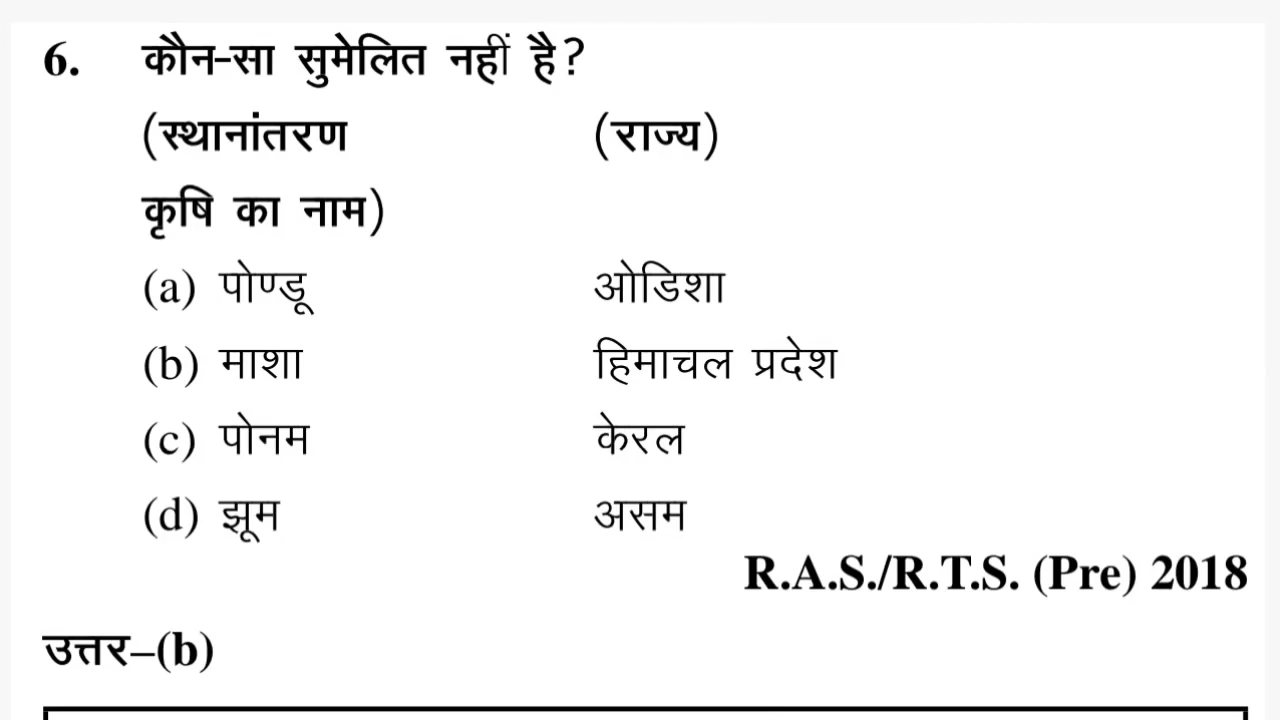 6. कौन-सा सुमेलित नहीं है?
(स्थानांतरण (राज्य)
कृषि का नाम)
(a) पोण्डू ओडिशा
(b) माशा हिमाचल प्रदेश
(c) पोनम केरल
(d) झूम असम
R.A.S./R.T.S. (Pre) 2018
उत्तर–(b)